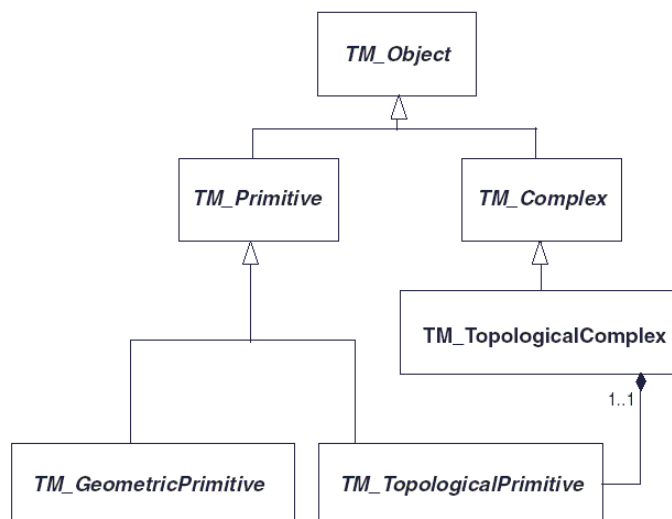 TM_Object
TM_Primitive
TM_Complex
TM_TopologicalComplex
1..1
TM_GeometricPrimitive
TM_TopologicalPrimitive